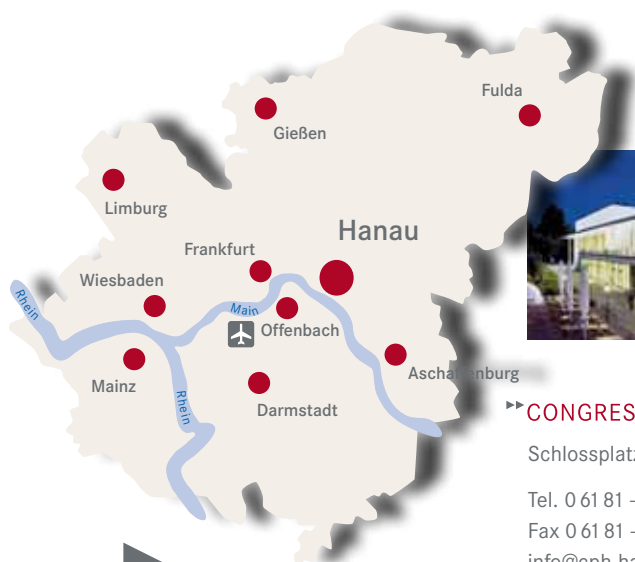 Fulda
Gießen
Limburg
Hanau
Frankfurt
Wiesbaden
Rhein
Main
Offenbach
Aschaffenburg
Mainz
Rhein
Darmstadt
CONGRES
Schlossplatz
Tel. 0 61 81 -
Fax 0 61 81 -